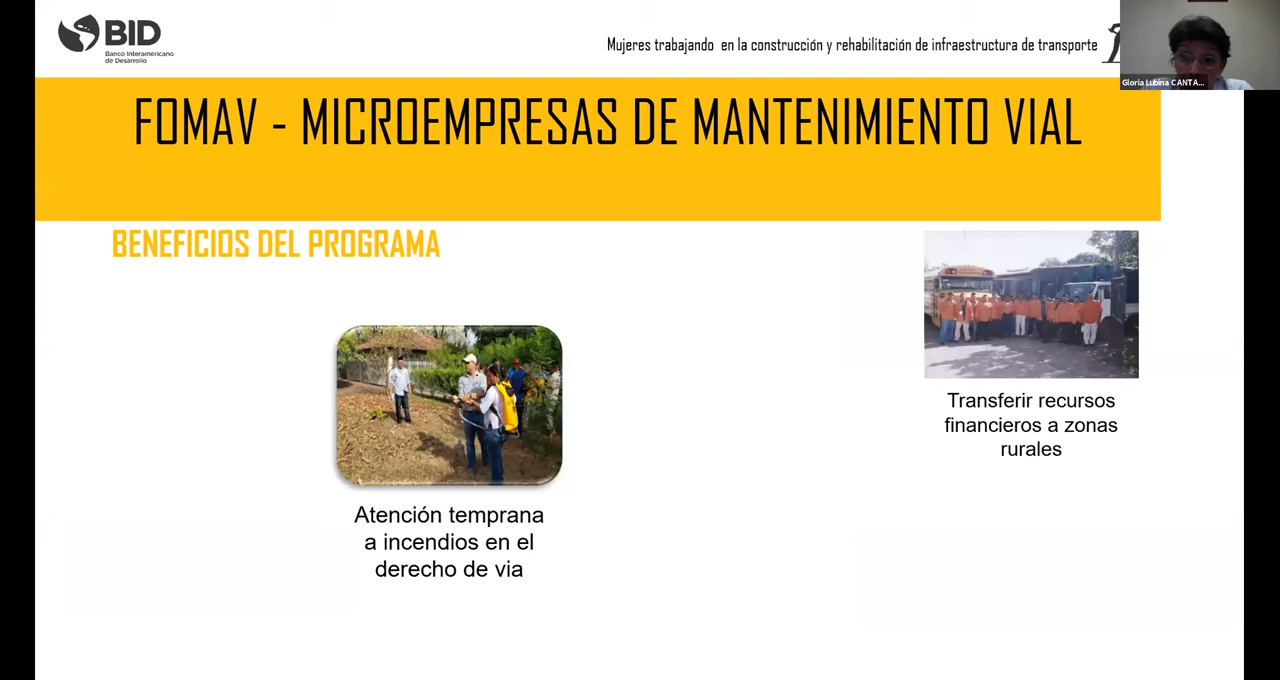 BID
Banco Interamericano
de Desarrollo
Mujeres trabajando en la construcción y rehabilitación de infraestructura de transporte
Gloria Lubina CANTA...
FOMAV - MICROEMPRESAS DE MANTENIMIENTO VIAL
BENEFICIOS DEL PROGRAMA
Atención temprana
a incendios en el
derecho de via
Transferir recursos
financieros a zonas
rurales